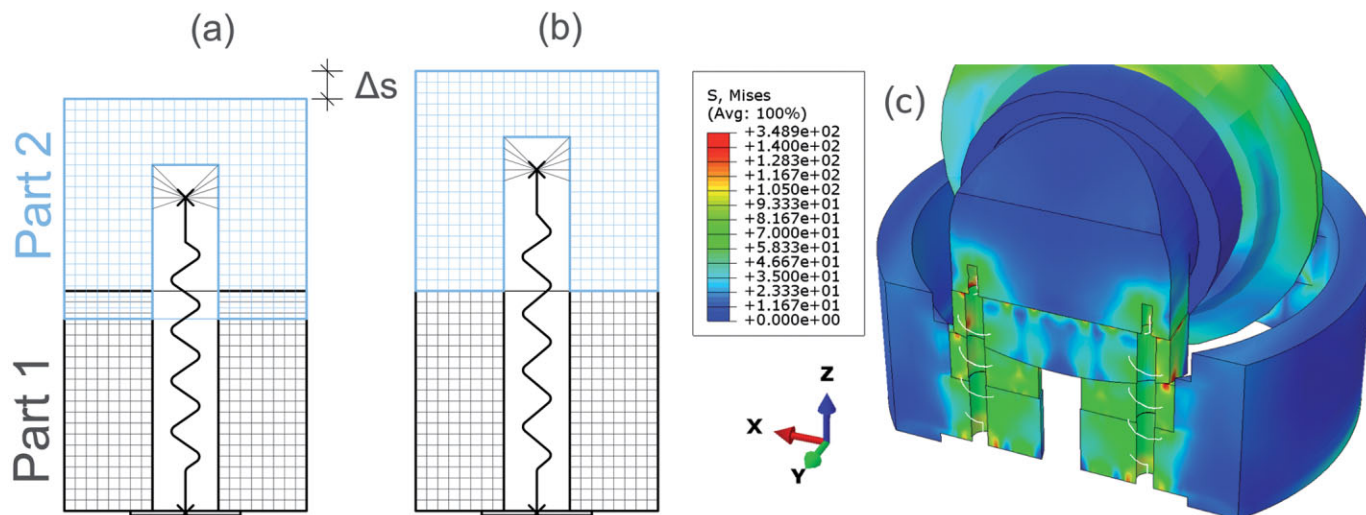 (a)
(b)
Δs
Part 2
Part 1
S, Mises
(Avg: 100%)
+3.489e+02
+1.400e+02
+1.283e+02
+1.167e+02
+1.050e+02
+9.333e+01
+8.167e+01
+7.000e+01
+5.833e+01
+4.667e+01
+3.500e+01
+2.333e+01
+1.167e+01
+0.000e+00
(c)
Z
X
Y